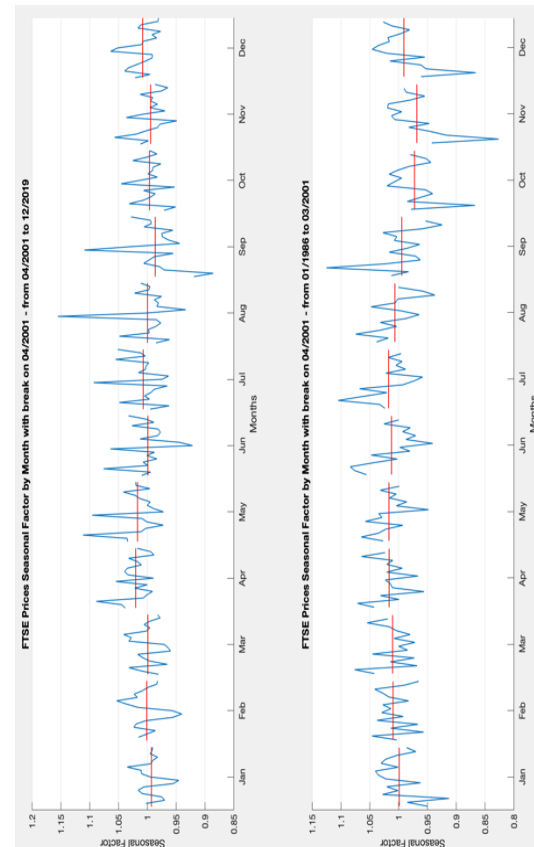 FTSE Prices Seasonal Factor by Month with break on 04/2001 - from 04/2001 to 12/2019
1.2
1.15
1.1
1.05
1
0.95
0.9
0.85
Seasonal Factor
Jan Feb Mar Apr May Jun Jul Aug Sep Oct Nov Dec
Months
FTSE Prices Seasonal Factor by Month with break on 04/2001 - from 01/1986 to 03/2001
1.15
1.1
1.05
1
0.95
0.9
0.85
0.8
Seasonal Factor
Jan Feb Mar Apr May Jun Jul Aug Sep Oct Nov Dec
Months